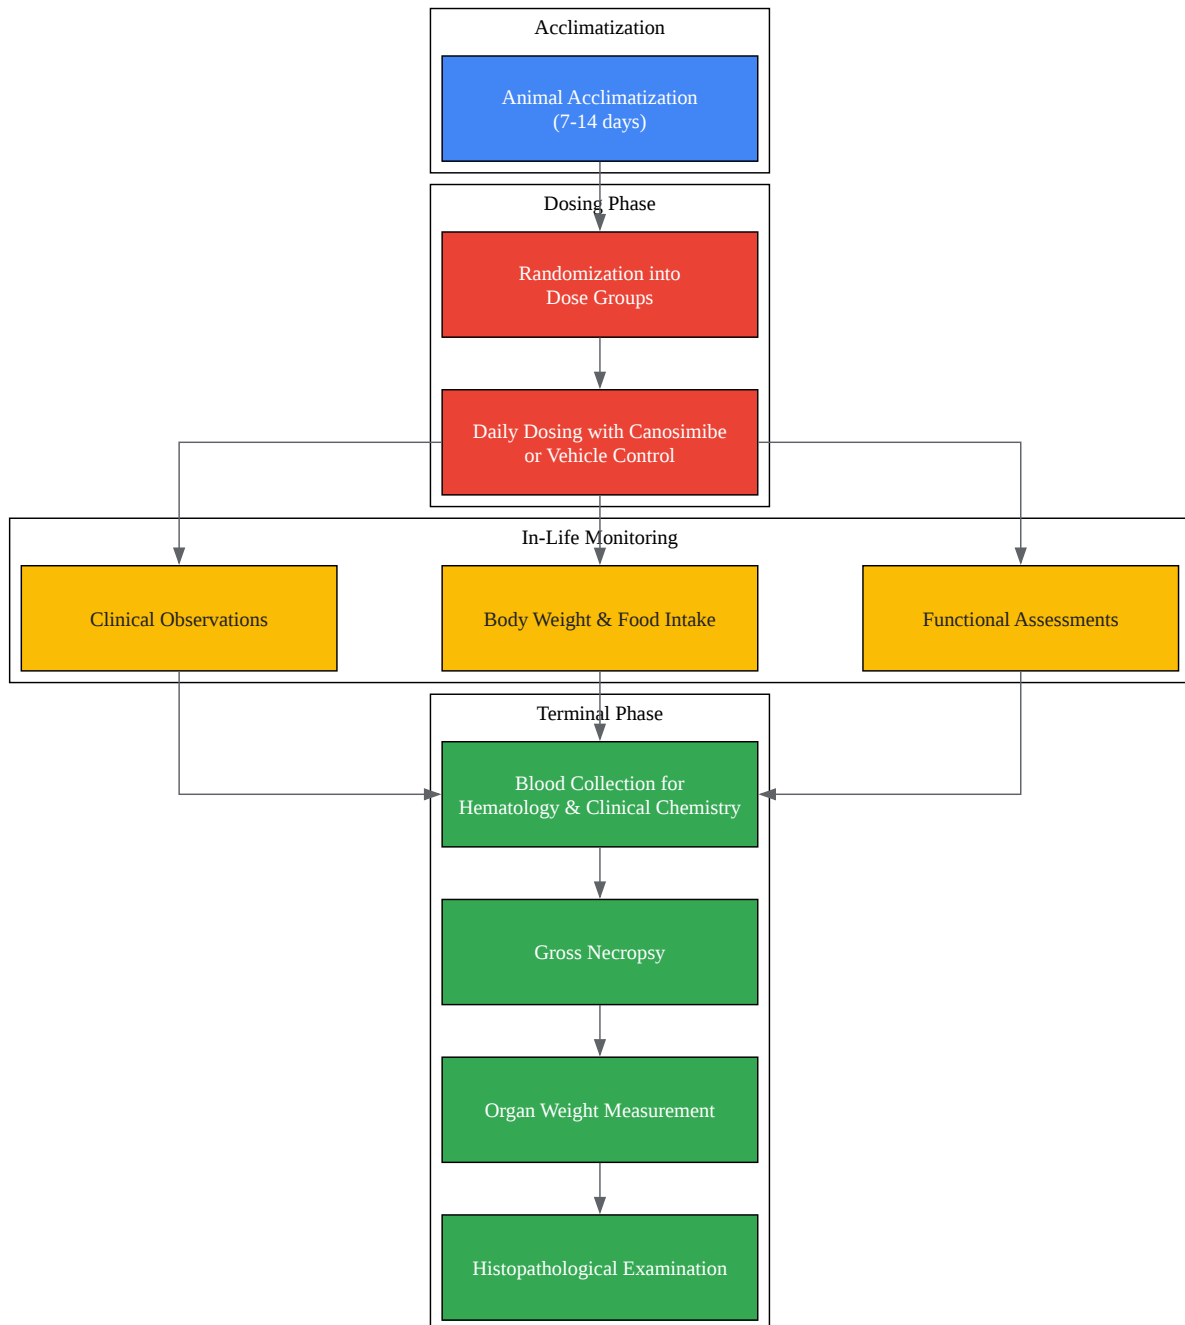 Acclimatization
Animal Acclimatization
(7-14 days)
Dosing Phase
Randomization into
Dose Groups
Daily Dosing with Canosimibe
or Vehicle Control
In-Life Monitoring
Clinical Observations
Body Weight & Food Intake
Functional Assessments
Terminal Phase
Blood Collection for
Hematology & Clinical Chemistry
Gross Necropsy
Organ Weight Measurement
Histopathological Examination